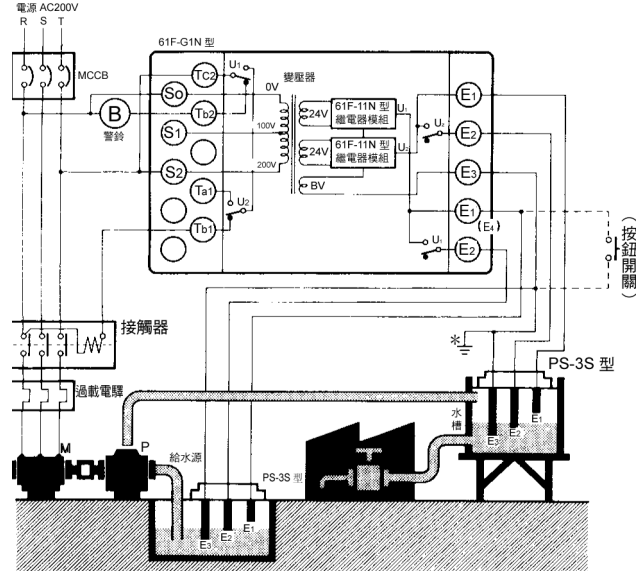 電源 AC200V
R S T
MCCB
61F-G1N 型
B
警鈴
So
S1
S2
Tc2
Tb2
Ta1
Tb1
U1
U2
變壓器
0V
100V
200V
24V
24V
8V
61F-11N 型
繼電器模組
U1
61F-11N 型
繼電器模組
U2
U2
U1
E1
E2
E3
E1
(E4)
E2
(按鈕開關)
接觸器
過載電驛
M
P
給水源
E3 E2 E1
PS-3S 型
*
PS-3S 型
水槽
E3 E2 E1